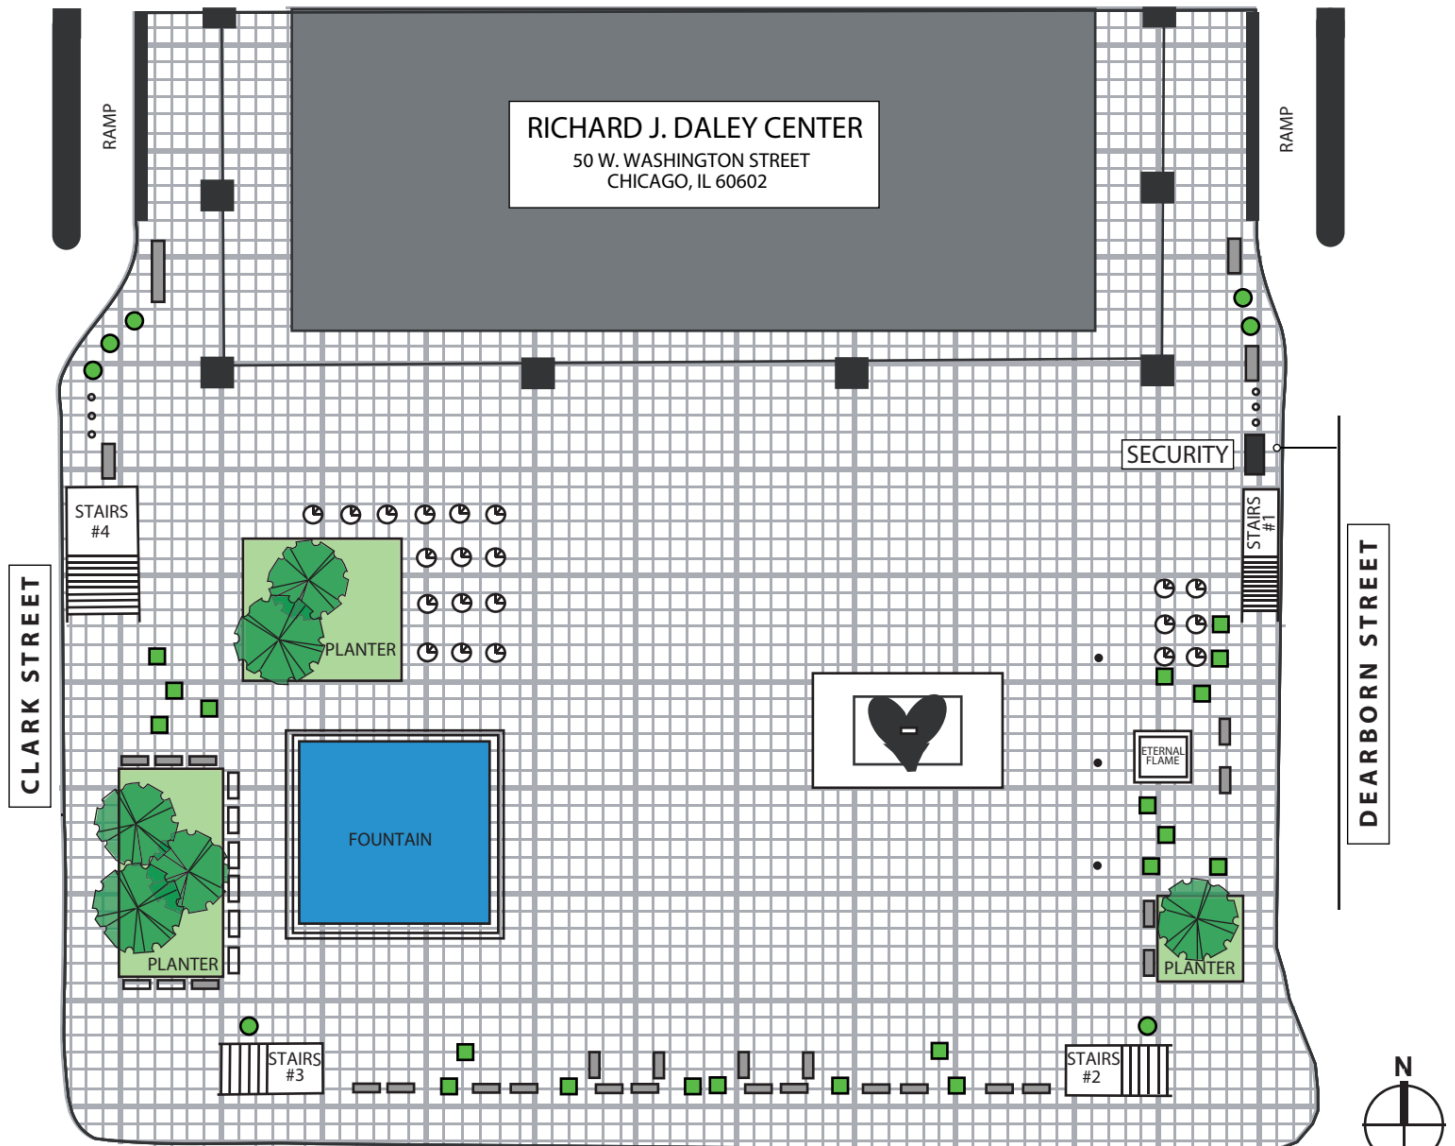 RAMP
RICHARD J. DALEY CENTER
50 W. WASHINGTON STREET
CHICAGO, IL 60602
RAMP
SECURITY
STAIRS
#4
STAIRS
#1
CLARK STREET
PLANTER
DEARBORN STREET
ETERNAL
FLAME
FOUNTAIN
PLANTER
PLANTER
STAIRS
#3
STAIRS
#2
N